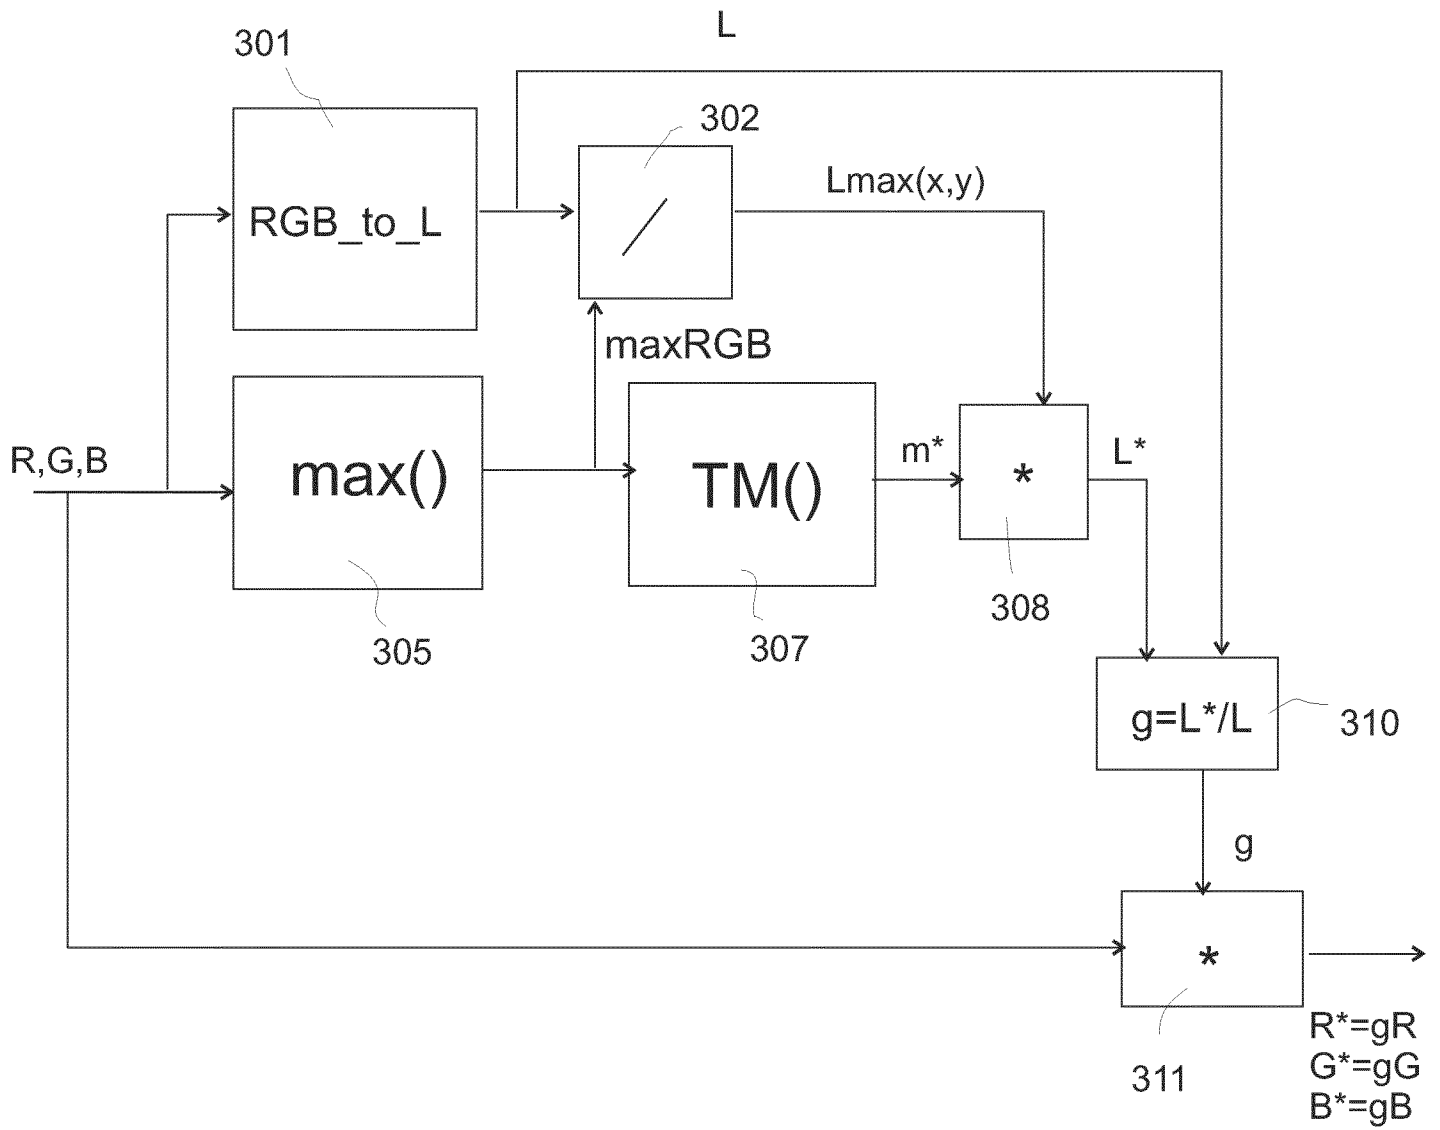 L
301
302
Lmax(x,y)
RGB_to_L
/
maxRGB
R,G,B
max()
TM()
m*
*
L*
308
305
307
g=L*/L
310
g
*
311
R*=gR
G*=gG
B*=gB